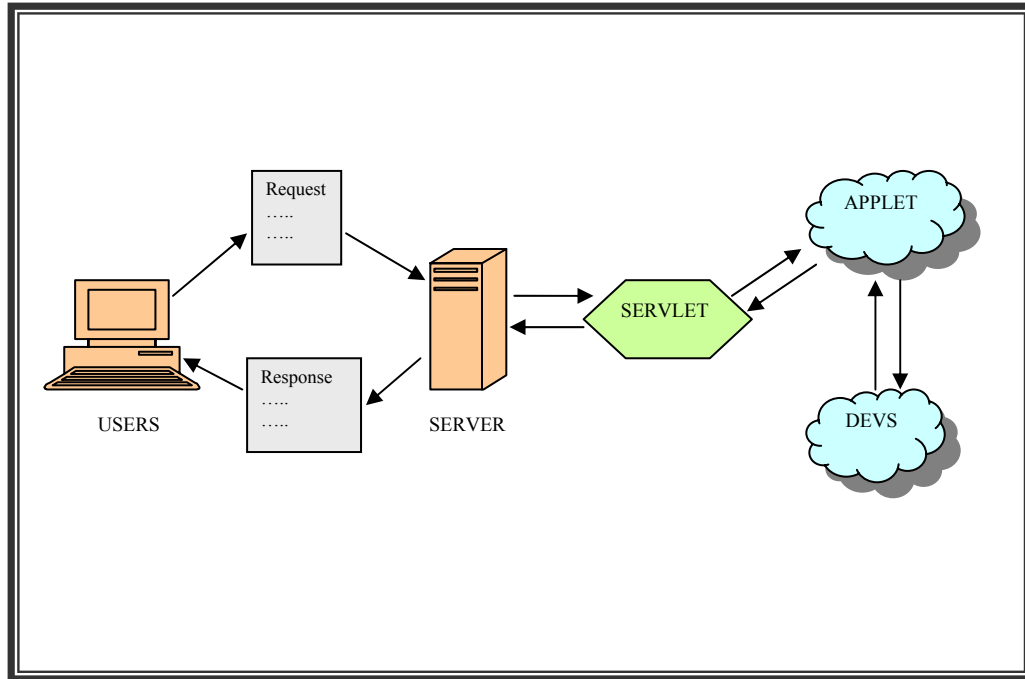 Request
…..
…..
USERS
Response
…..
…..
SERVER
SERVLET
APPLET
DEVS